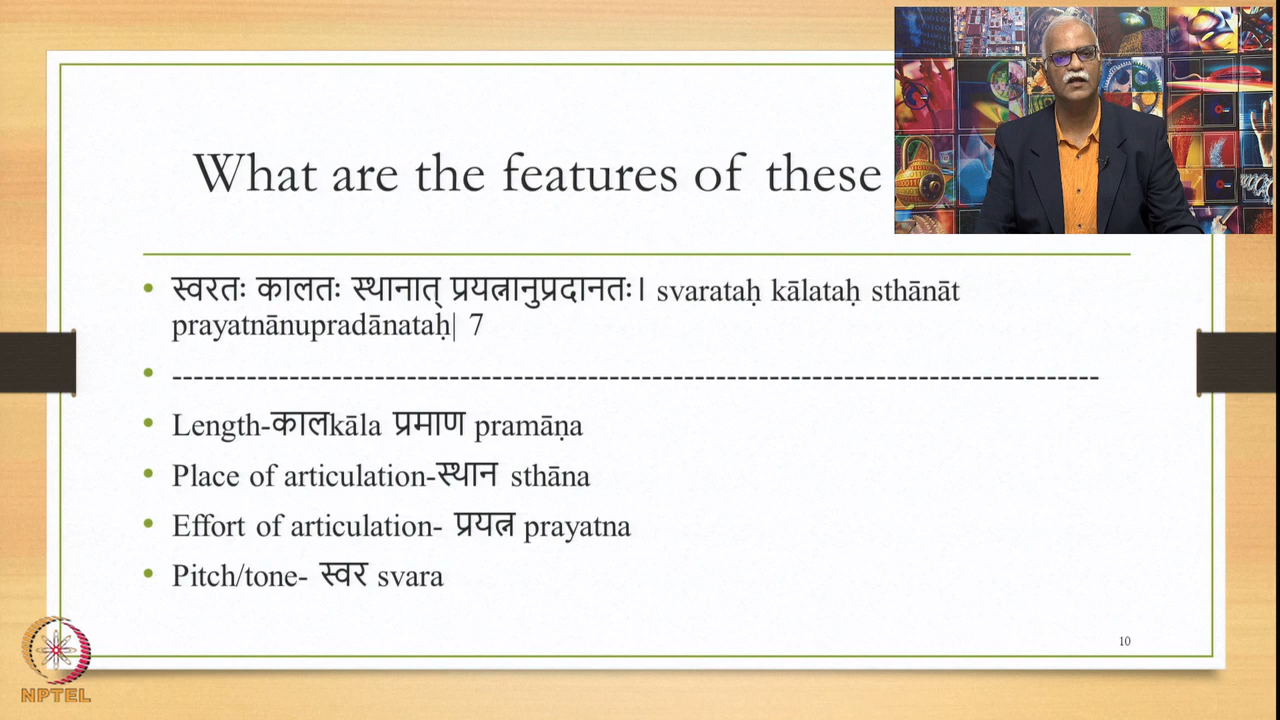 What are the features of these
स्वरतः कालतः स्थानात् प्रयत्नानुप्रदानतः। svarataḥ kālataḥ sthānāt
prayatnānupradānataḥ| 7
-----------------------------------------------------------------------------------------
Length-कालkāla प्रमाण pramāṇa
Place of articulation-स्थान sthāna
Effort of articulation- प्रयत्न prayatna
Pitch/tone- स्वर svara
10
NPTEL